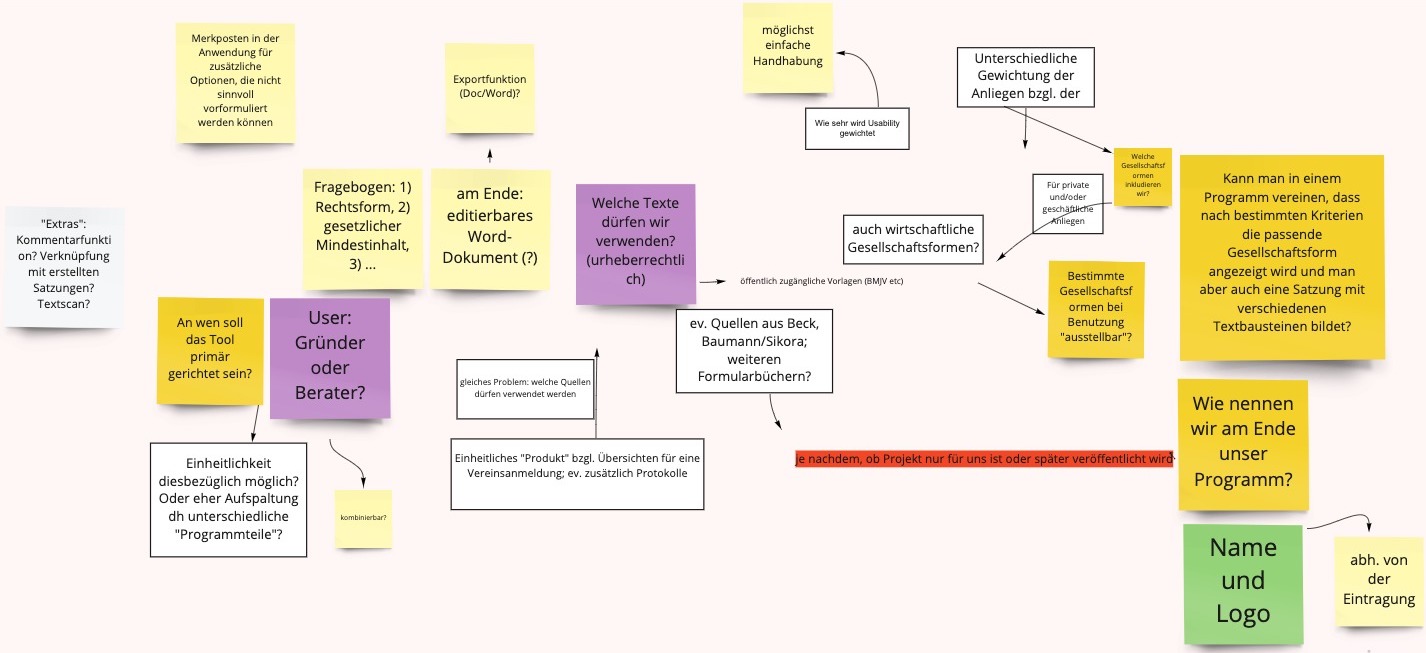 Merkposten in der
Anwendung für
zusätzliche
Optionen, die nicht
sinnvoll
vorformuliert
werden können
Exportfunktion
(Doc/Word)?
möglichst
einfache
Handhabung
Wie sehr wird Usability
gewichtet
Unterschiedliche
Gewichtung der
Anliegen bzgl. der
Welche
Gesellschaftsf
ormen
inkludieren
wir?
Für private
und/oder
geschäftliche
Anliegen
Kann man in einem
Programm vereinen, dass
nach bestimmten Kriterien
die passende
Gesellschaftsform
angezeigt wird und man
aber auch eine Satzung mit
verschiedenen
Textbausteinen bildet?
"Extras":
Kommentarfunkti
on? Verknüpfung
mit erstellten
Satzungen?
Textscan?
Fragebogen: 1)
Rechtsform, 2)
gesetzlicher
Mindestinhalt,
3) ...
am Ende:
editierbares
Word-
Dokument (?)
Welche Texte
dürfen wir
verwenden?
(urheberrechtli
ch)
öffentlich zugängliche Vorlagen (BMJV etc)
auch wirtschaftliche
Gesellschaftsformen?
Bestimmte
Gesellschaftsf
ormen bei
Benutzung
"ausstellbar"?
An wen soll
das Tool
primär
gerichtet sein?
User:
Gründer
oder
Berater?
ev. Quellen aus Beck,
Baumann/Sikora;
weiteren
Formularbüchern?
gleiches Problem: welche Quellen
dürfen verwendet werden
Einheitliches "Produkt" bzgl. Übersichten für eine
Vereinsanmeldung; ev. zusätzlich Protokolle
je nachdem, ob Projekt nur für uns ist oder später veröffentlicht wird
Wie nennen
wir am Ende
unser
Programm?
Einheitlichkeit
diesbezüglich möglich?
Oder eher Aufspaltung
dh unterschiedliche
"Programmteile"?
kombinierbar?
Name
und
Logo
abh. von
der
Eintragung